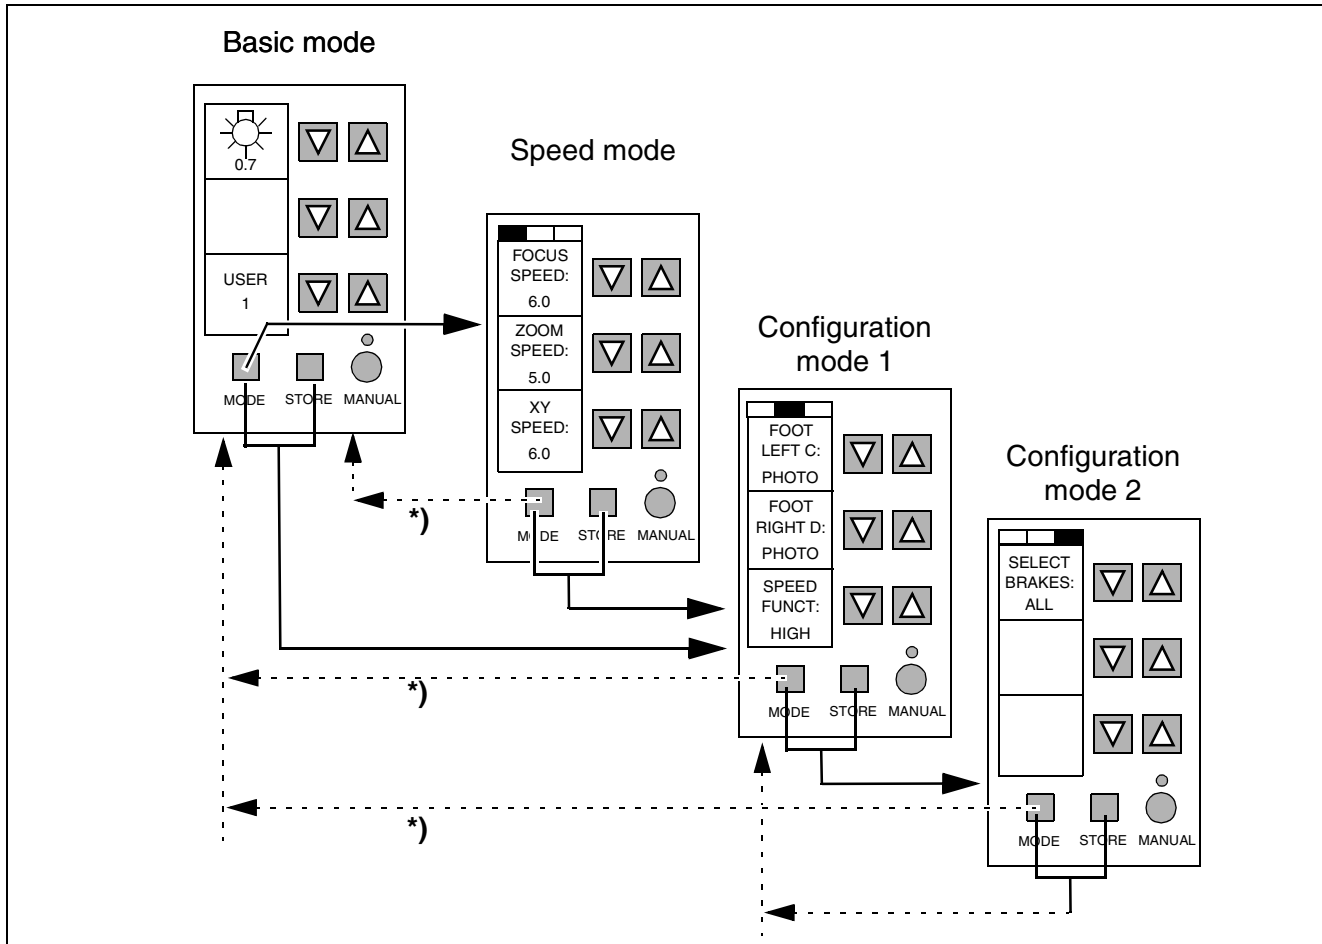 Basic mode
0.7
USER
1
MODE STORE MANUAL
Speed mode
FOCUS
SPEED:
6.0
ZOOM
SPEED:
5.0
XY
SPEED:
6.0
MODE STORE MANUAL
*)
Configuration
mode 1
FOOT
LEFT C:
PHOTO
FOOT
RIGHT D:
PHOTO
SPEED
FUNCT:
HIGH
MODE STORE MANUAL
*)
Configuration
mode 2
SELECT
BRAKES:
ALL
MODE STORE MANUAL
*)